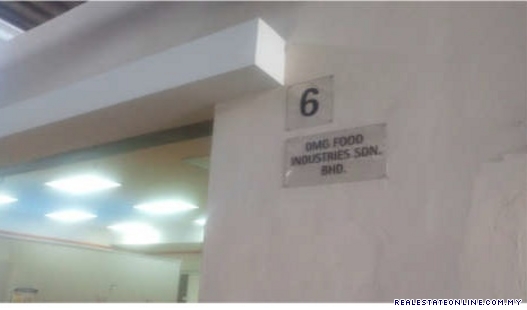 6
DMG FOOD
INDUSTRIES SDN.
BHD.
REALESTATEONLINE.COM.MY